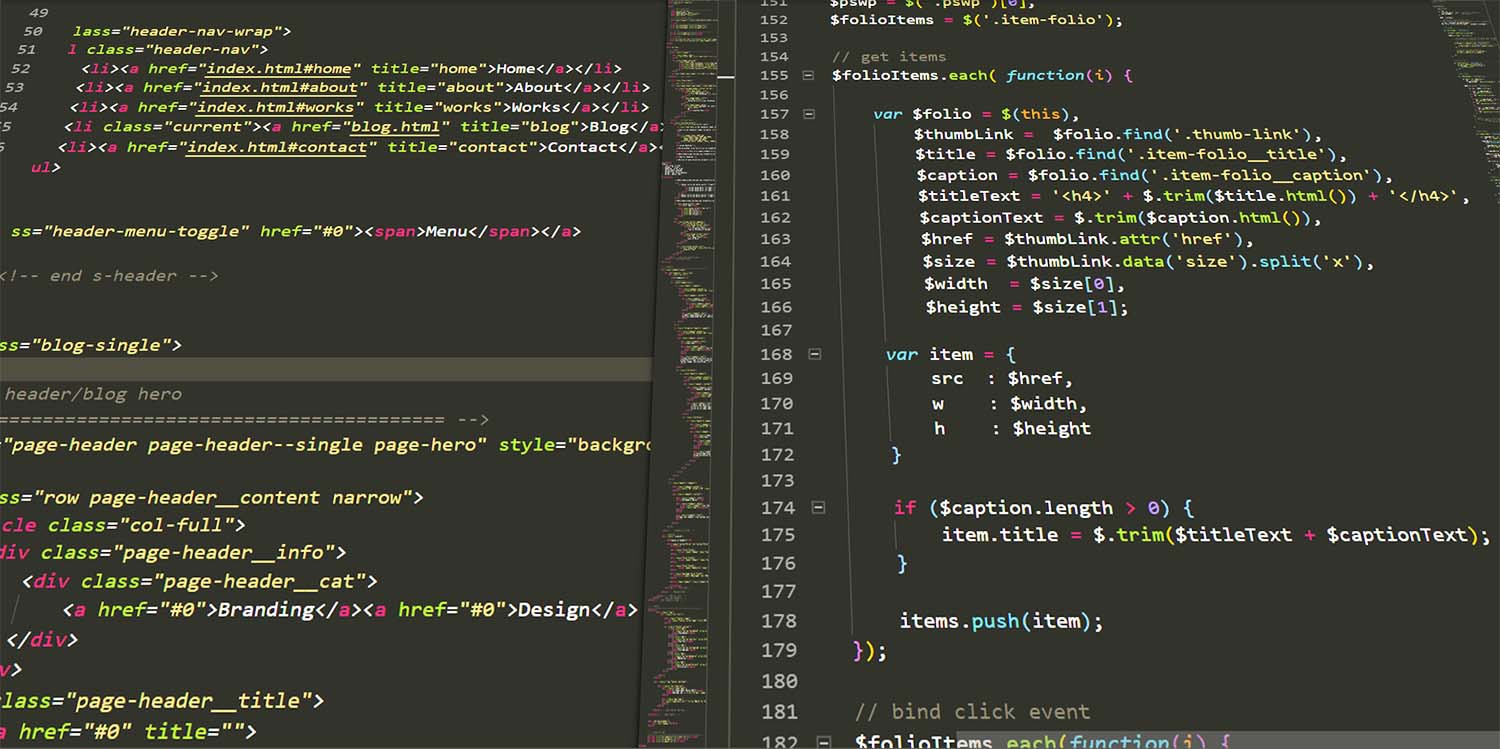 49
50 lass="header-nav-wrap">
51 l class="header-nav">
52 <li><a href="index.html#home" title="home">Home</a></li>
53 <li><a href="index.html#about" title="about">About</a></li>
54 <li><a href="index.html#works" title="works">Works</a></li>
5 <li class="current"><a href="blog.html" title="blog">Blog</a>
<li><a href="index.html#contact" title="contact">Contact</a><
ul>
ss="header-menu-toggle" href="#0"><span>Menu</span></a>
<!-- end s-header -->
ss="blog-single">
header/blog hero
========================================= -->
"page-header page-header--single page-hero" style="backgro
ss="row page-header__content narrow">
cle class="col-full">
div class="page-header__info">
<div class="page-header__cat">
<a href="#0">Branding</a><a href="#0">Design</a>
</div>
v>
class="page-header__title">
a href="#0" title="">
151 $pswp = $('.pswp')[0],
152 $folioItems = $('.item-folio');
153
154 // get items
155 $folioItems.each( function(i) {
156
157 var $folio = $(this),
158 $thumbLink =  $folio.find('.thumb-link'),
159 $title = $folio.find('.item-folio__title'),
160 $caption = $folio.find('.item-folio__caption'),
161 $titleText = '<h4>' + $.trim($title.html()) + '</h4>',
162 $captionText = $.trim($caption.html()),
163 $href = $thumbLink.attr('href'),
164 $size = $thumbLink.data('size').split('x'),
165 $width  = $size[0],
166 $height = $size[1];
167
168 var item = {
169 src  : $href,
170 w    : $width,
171 h    : $height
172 }
173
174 if ($caption.length > 0) {
175 item.title = $.trim($titleText + $captionText);
176 }
177
178 items.push(item);
179 });
180
181 // bind click event
182 $folioItems.each(function(i) {